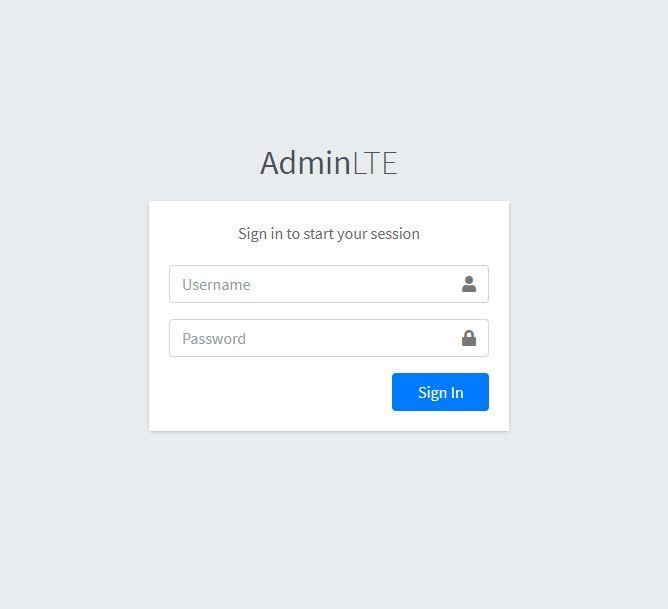 AdminLTE
Sign in to start your session
Username
Password
Sign In